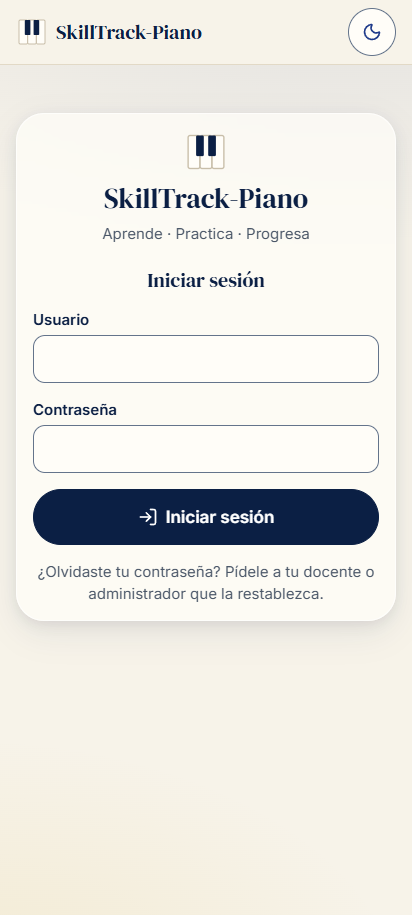 SkillTrack-Piano
SkillTrack-Piano
Aprende · Practica · Progresa
Iniciar sesión
Usuario
Contraseña
Iniciar sesión
¿Olvidaste tu contraseña? Pídele a tu docente o
administrador que la restablezca.